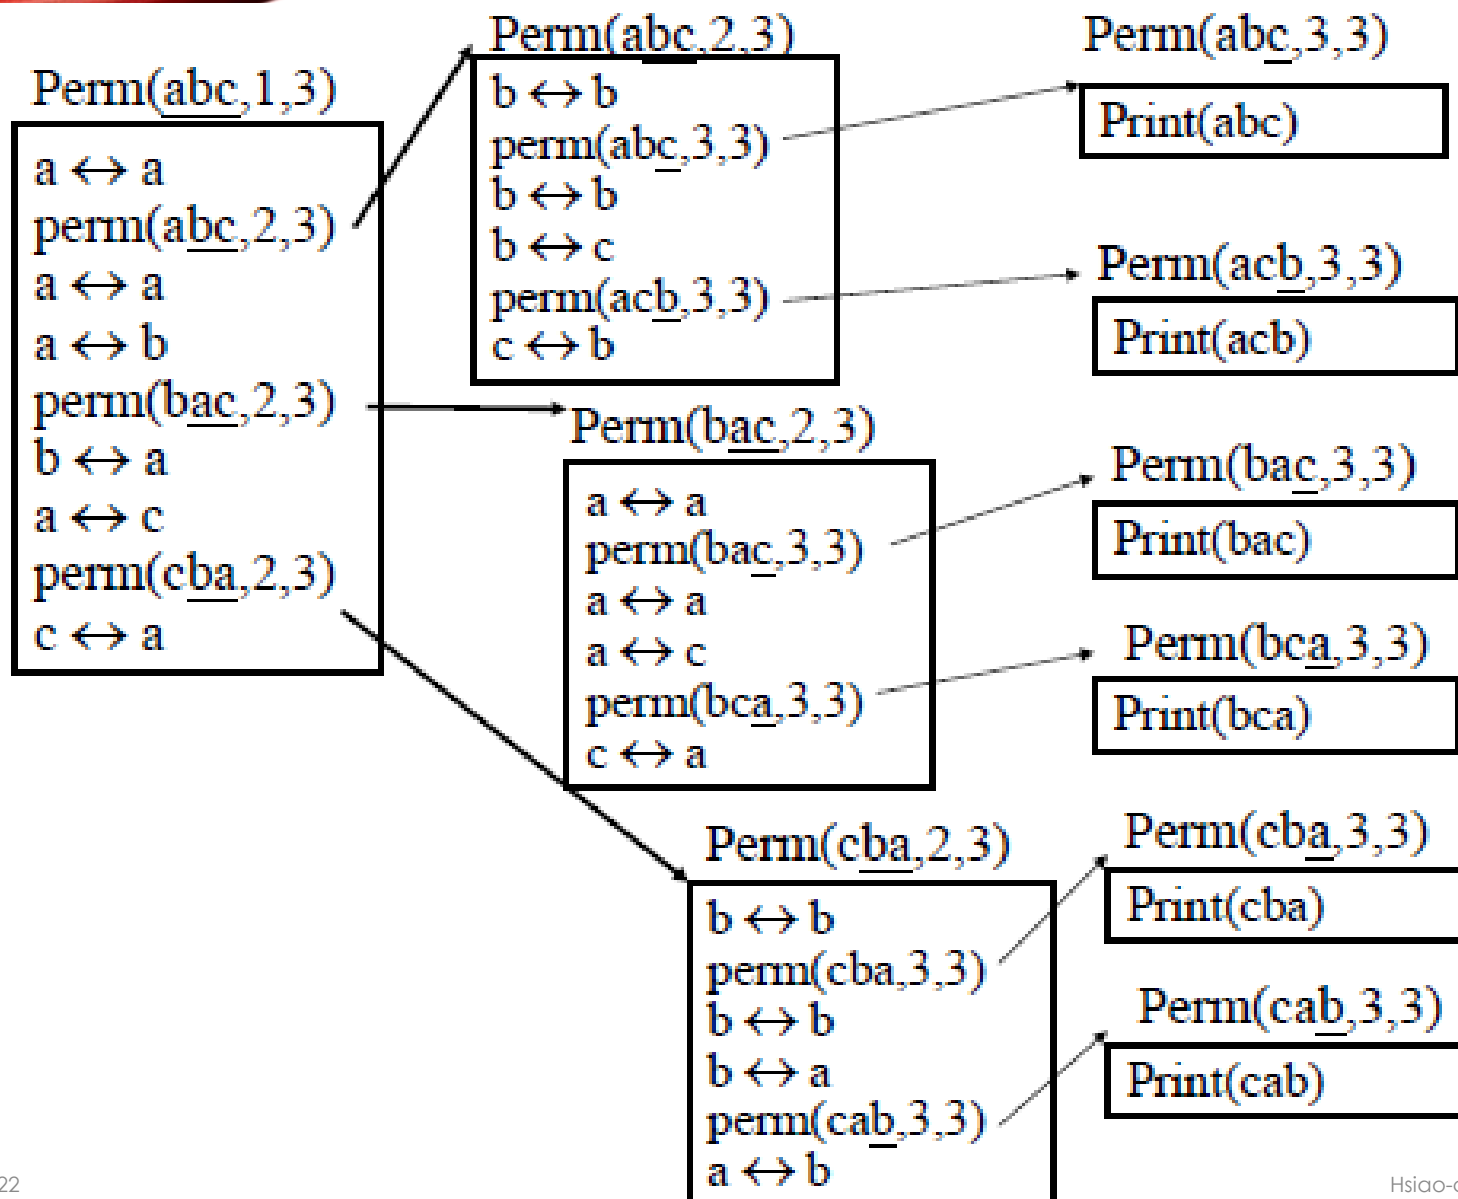 Perm(abc,1,3)
a ↔ a
perm(abc,2,3)
a ↔ a
a ↔ b
perm(bac,2,3)
b ↔ a
a ↔ c
perm(cba,2,3)
c ↔ a
Perm(abc,2,3)
b ↔ b
perm(abc,3,3)
b ↔ b
b ↔ c
perm(acb,3,3)
c ↔ b
Perm(bac,2,3)
a ↔ a
perm(bac,3,3)
a ↔ a
a ↔ c
perm(bca,3,3)
c ↔ a
Perm(cba,2,3)
b ↔ b
perm(cba,3,3)
b ↔ b
b ↔ a
perm(cab,3,3)
a ↔ b
Perm(abc,3,3)
Print(abc)
Perm(acb,3,3)
Print(acb)
Perm(bac,3,3)
Print(bac)
Perm(bca,3,3)
Print(bca)
Perm(cba,3,3)
Print(cba)
Perm(cab,3,3)
Print(cab)
22